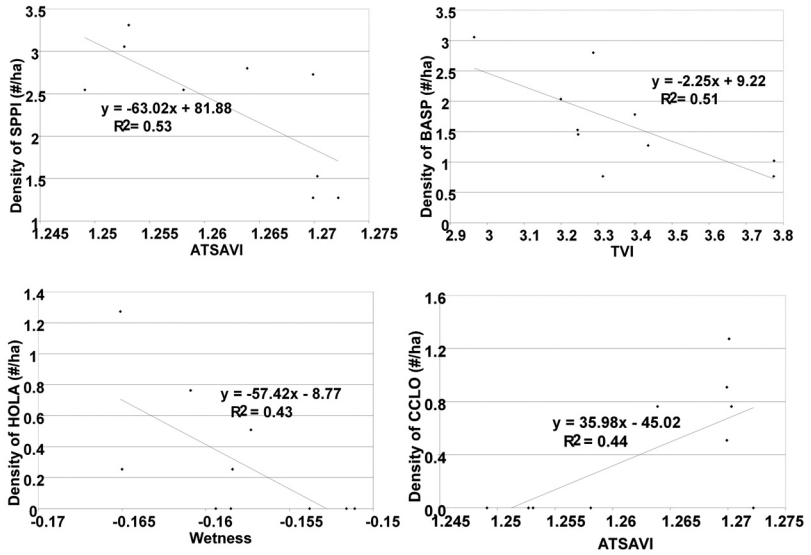 3.5
3
2.5
2
1.5
1
Density of SPPI (#/ha)
y = -63.02x + 81.88
R2 = 0.53
1.245 1.25 1.255 1.26 1.265 1.27 1.275
ATSAVI
3.5
3
2.5
2
1.5
1
0.5
0
Density of BASP (#/ha)
y = -2.25x + 9.22
R2 = 0.51
2.9 3 3.1 3.2 3.3 3.4 3.5 3.6 3.7 3.8
TVI
1.4
1.2
1
0.8
0.6
0.4
0.2
0
Density of HOLA (#/ha)
y = -57.42x - 8.77
R2 = 0.43
-0.17 -0.165 -0.16 -0.155 -0.15
Wetness
1.6
1.2
0.8
0.4
0.0
Density of CCLO (#/ha)
y = 35.98x - 45.02
R2 = 0.44
1.245 1.25 1.255 1.26 1.265 1.27 1.275
ATSAVI